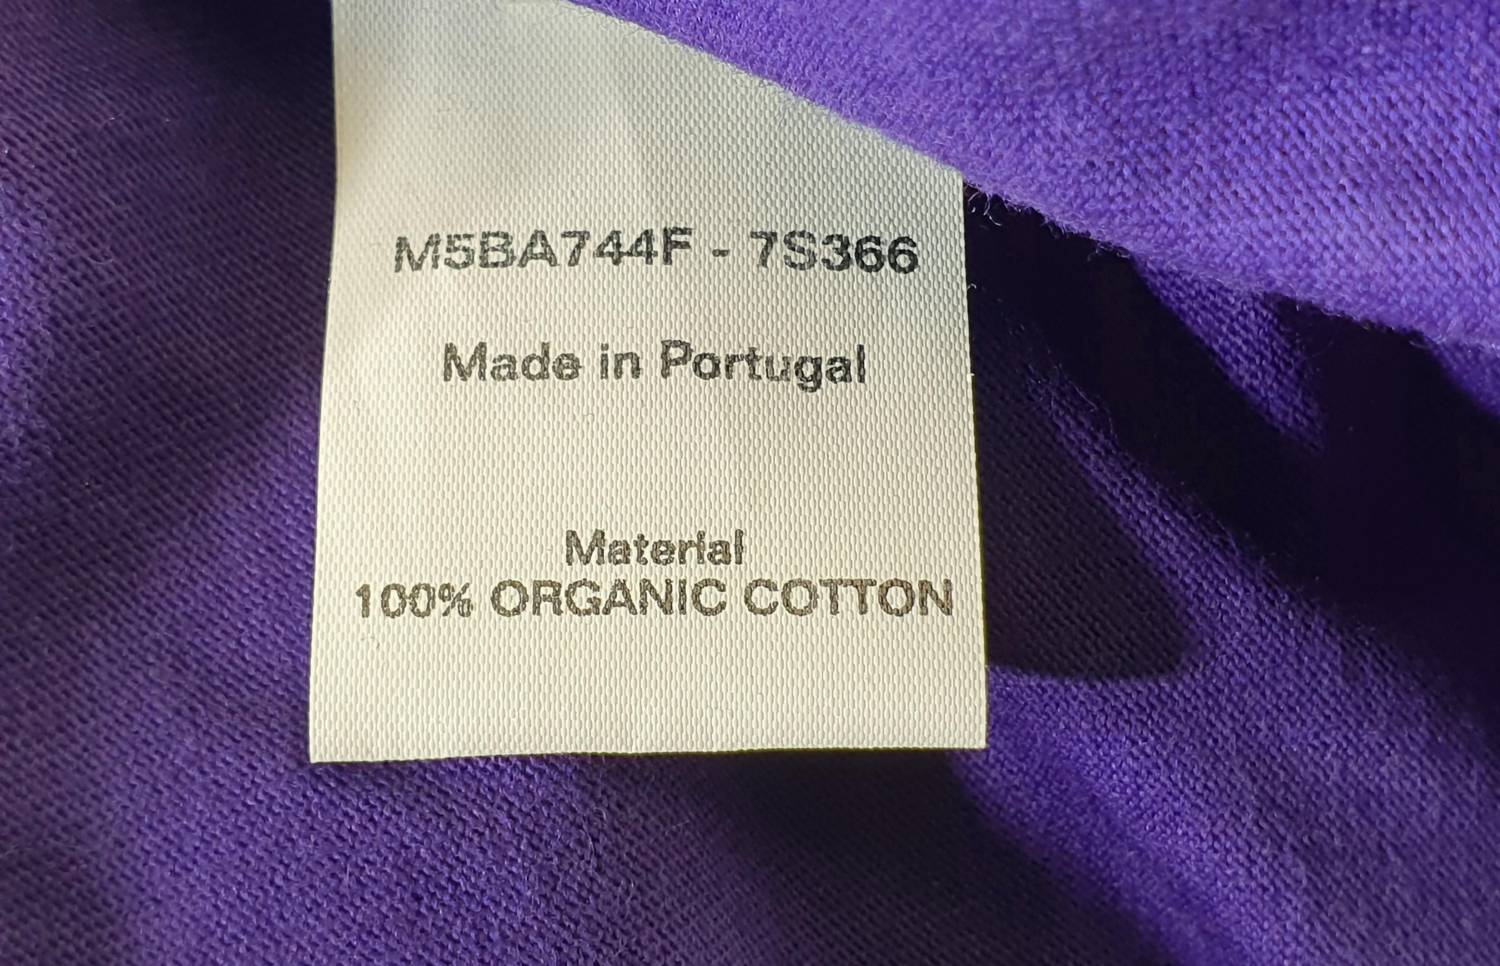 M5BA744F - 7S366
Made in Portugal
Material
100% ORGANIC COTTON